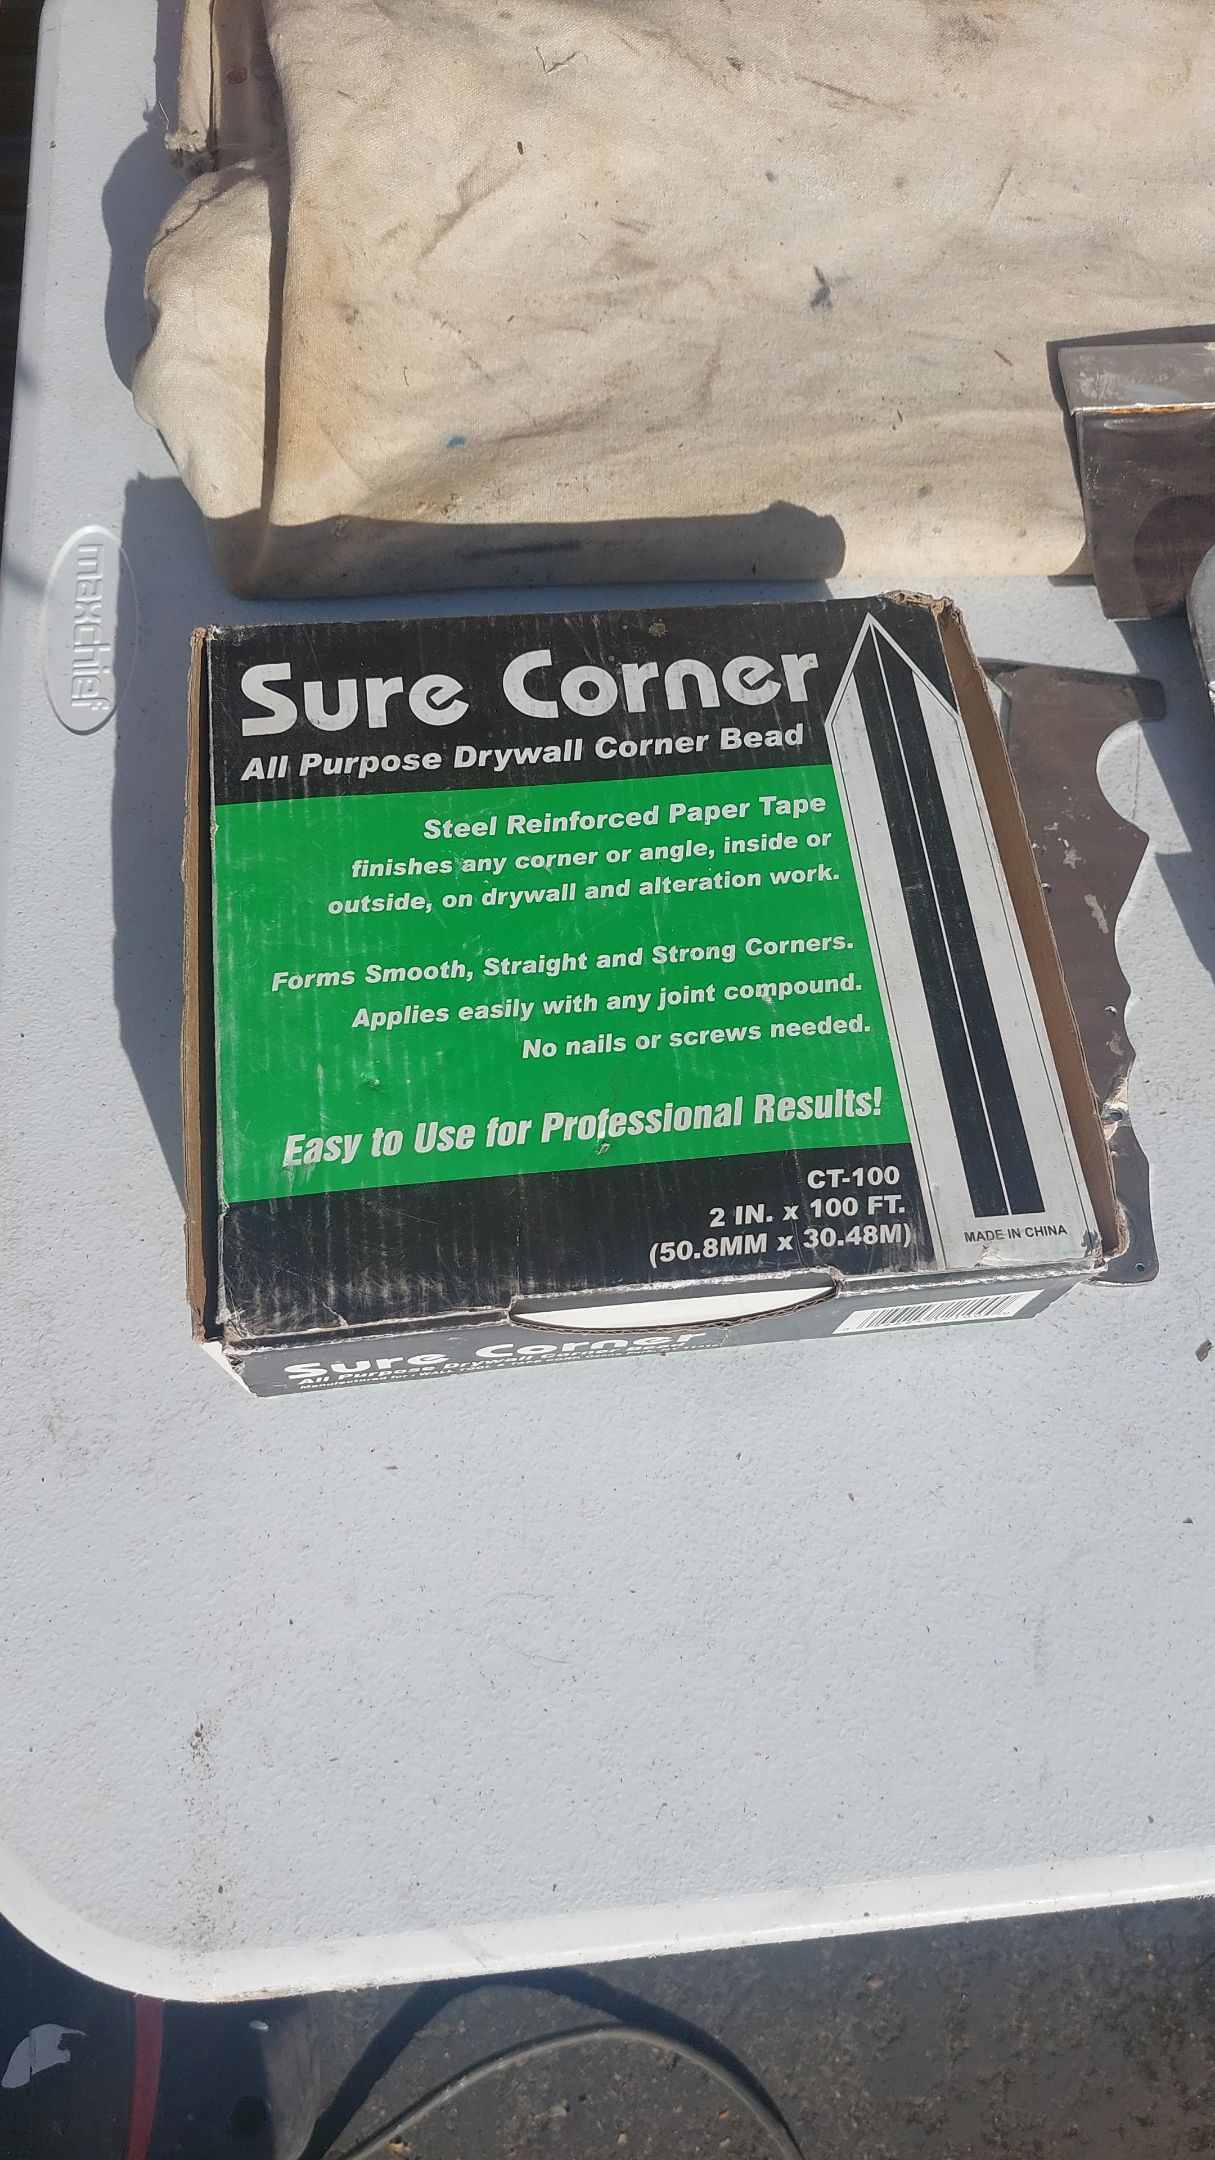 maxchief
Sure Corner
All Purpose Drywall Corner Bead
Steel Reinforced Paper Tape
finishes any corner or angle, inside or
outside, on drywall and alteration work.
Forms Smooth, Straight and Strong Corners.
Applies easily with any joint compound.
No nails or screws needed.
Easy to Use for Professional Results!
CT-100
2 IN. x 100 FT.
(50.8MM x 30.48M)
MADE IN CHINA
Sure Corner
All Purpose Drywall Corner Bead
Manufactured for: WALL